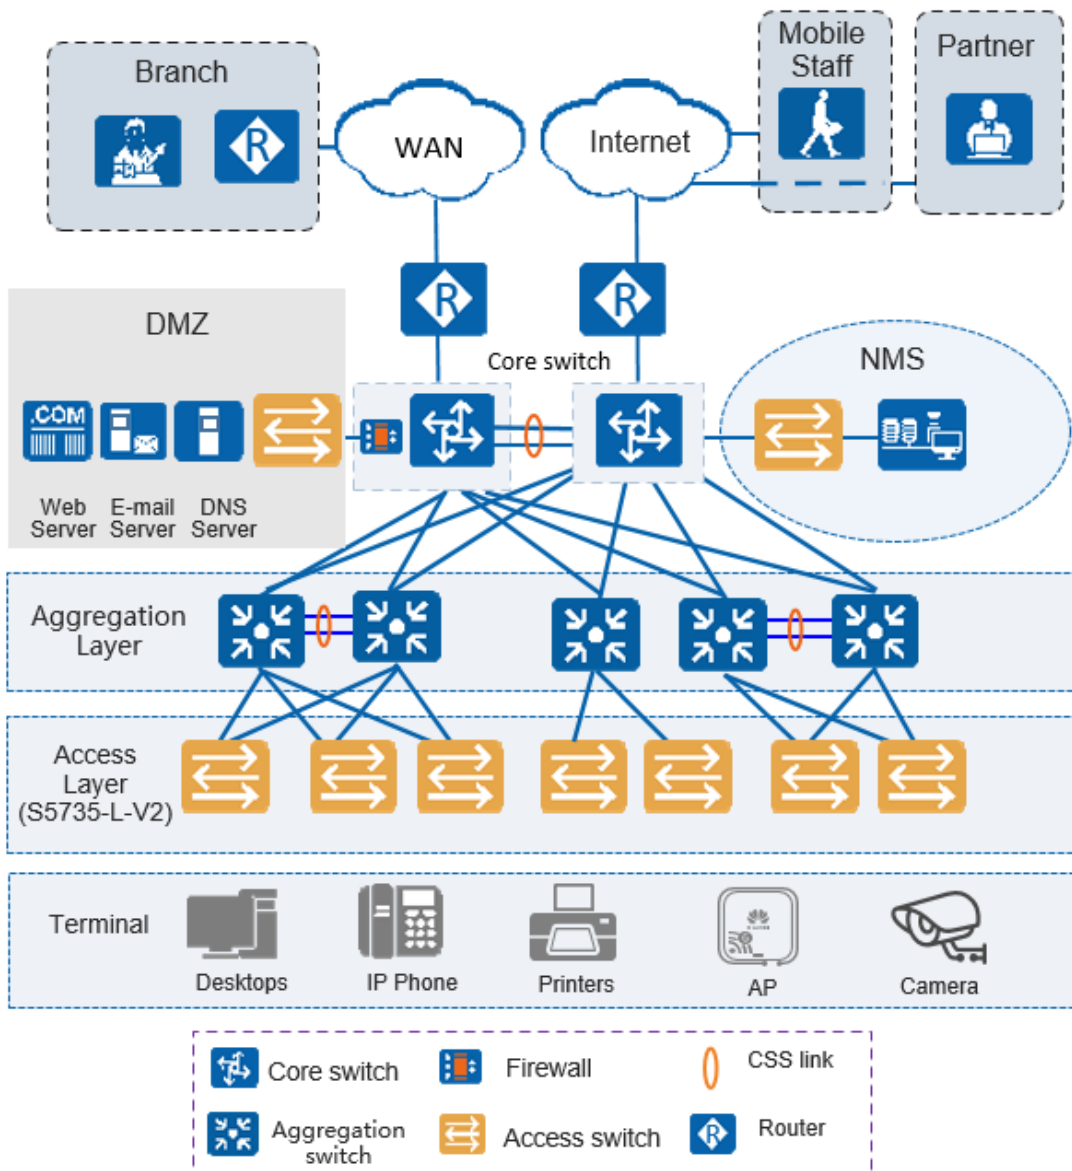 Branch
WAN
Internet
Mobile
Staff
Partner
R
R
R
DMZ
Core switch
NMS
.COM
Web
Server
E-mail
Server
DNS
Server
Aggregation
Layer
Access
Layer
(S5735-L-V2)
Terminal
Desktops
IP Phone
Printers
AP
Camera
Core switch
Firewall
CSS link
Aggregation
switch
Access switch
R
Router